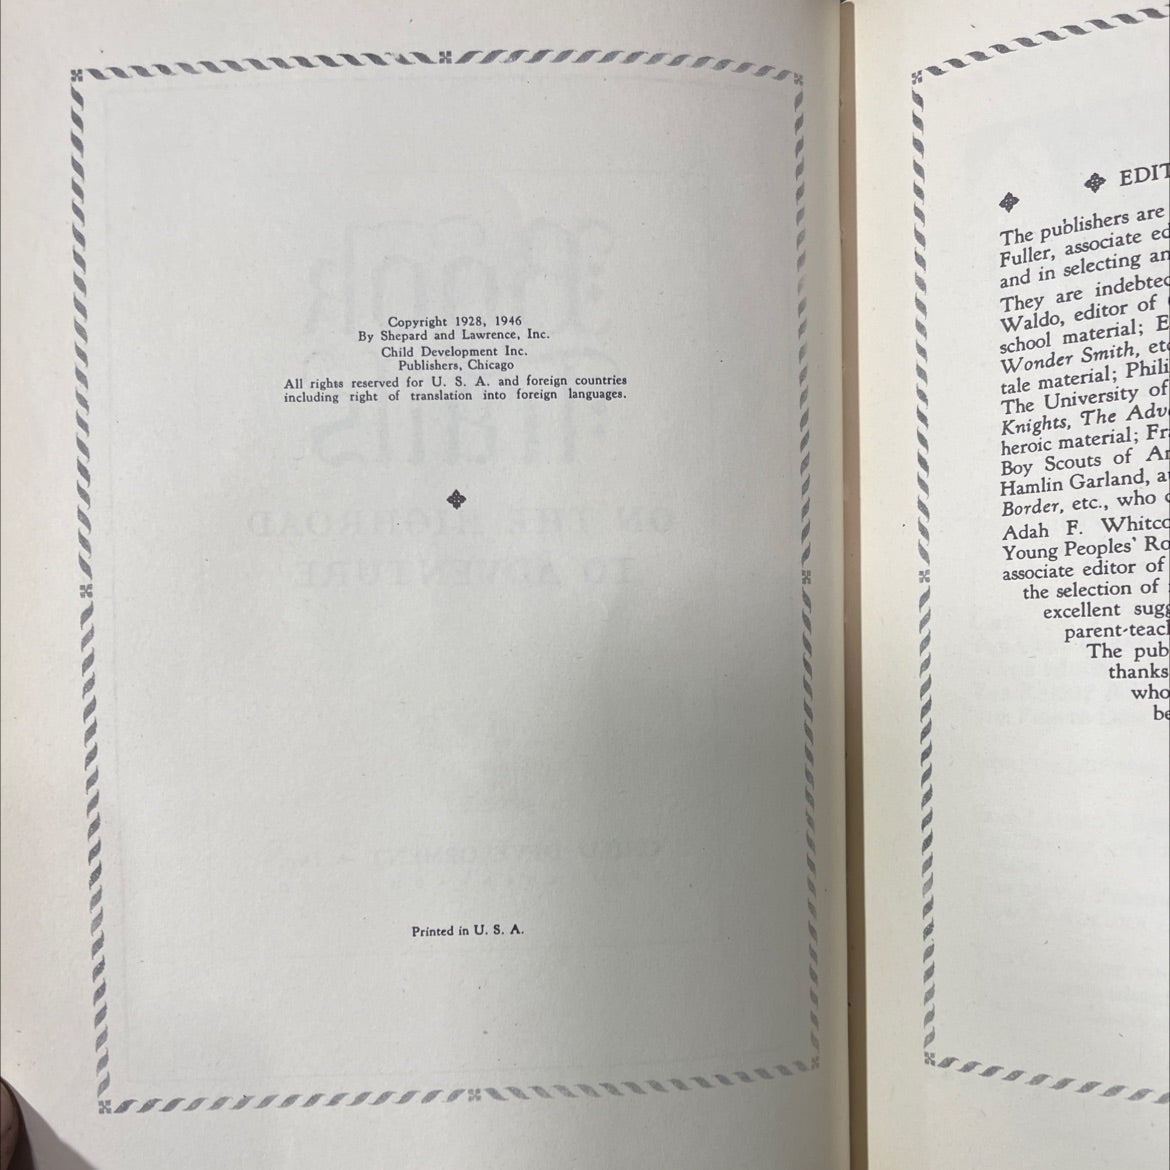 Copyright 1928, 1946
By Shepard and Lawrence, Inc.
Child Development Inc.
Publishers, Chicago
All rights reserved for U. S. A. and foreign countries
including right of translation into foreign languages.
Printed in U. S. A.
EDIT
The publishers are
Fuller, associate ed
and in selecting an
They are indebted
Waldo, editor of
school material; E
Wonder Smith, etc
tale material; Phili
The University of
Knights, The Adve
heroic material; Fra
Boy Scouts of Am
Hamlin Garland, au
Border, etc., who
Adah F. Whitco
Young Peoples' Ro
associate editor of
the selection of
excellent sugg
parent-teach
The pub
thanks
who
be